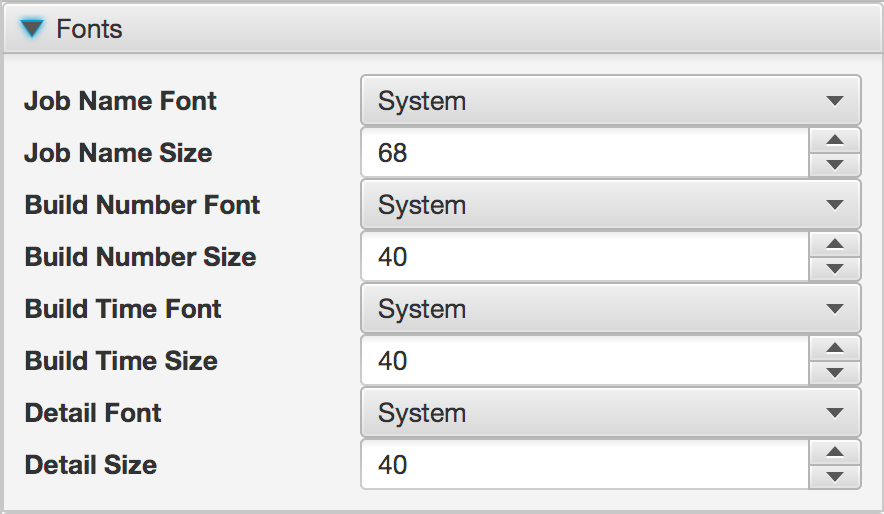 Fonts
Job Name Font System
Job Name Size 68
Build Number Font System
Build Number Size 40
Build Time Font System
Build Time Size 40
Detail Font System
Detail Size 40